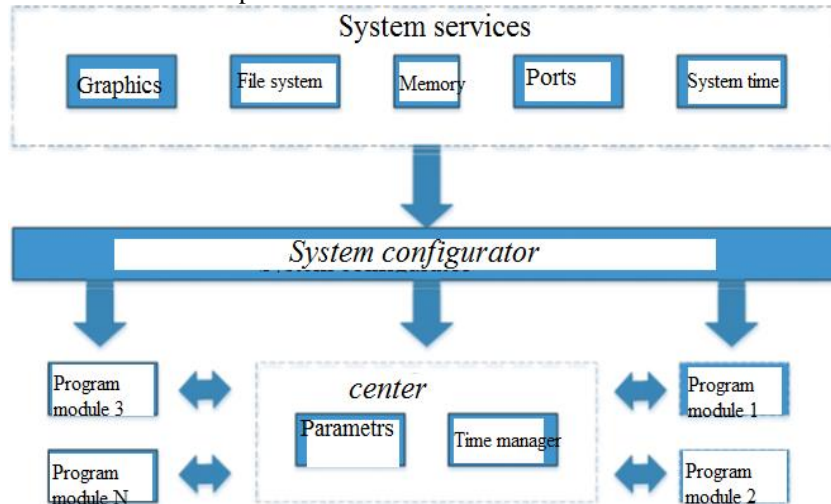 System services
Graphics
File system
Memory
Ports
System time
System configurator
Program
module 3
center
Program
module 1
Parametrs
Time manager
Program
module N
Program
module 2